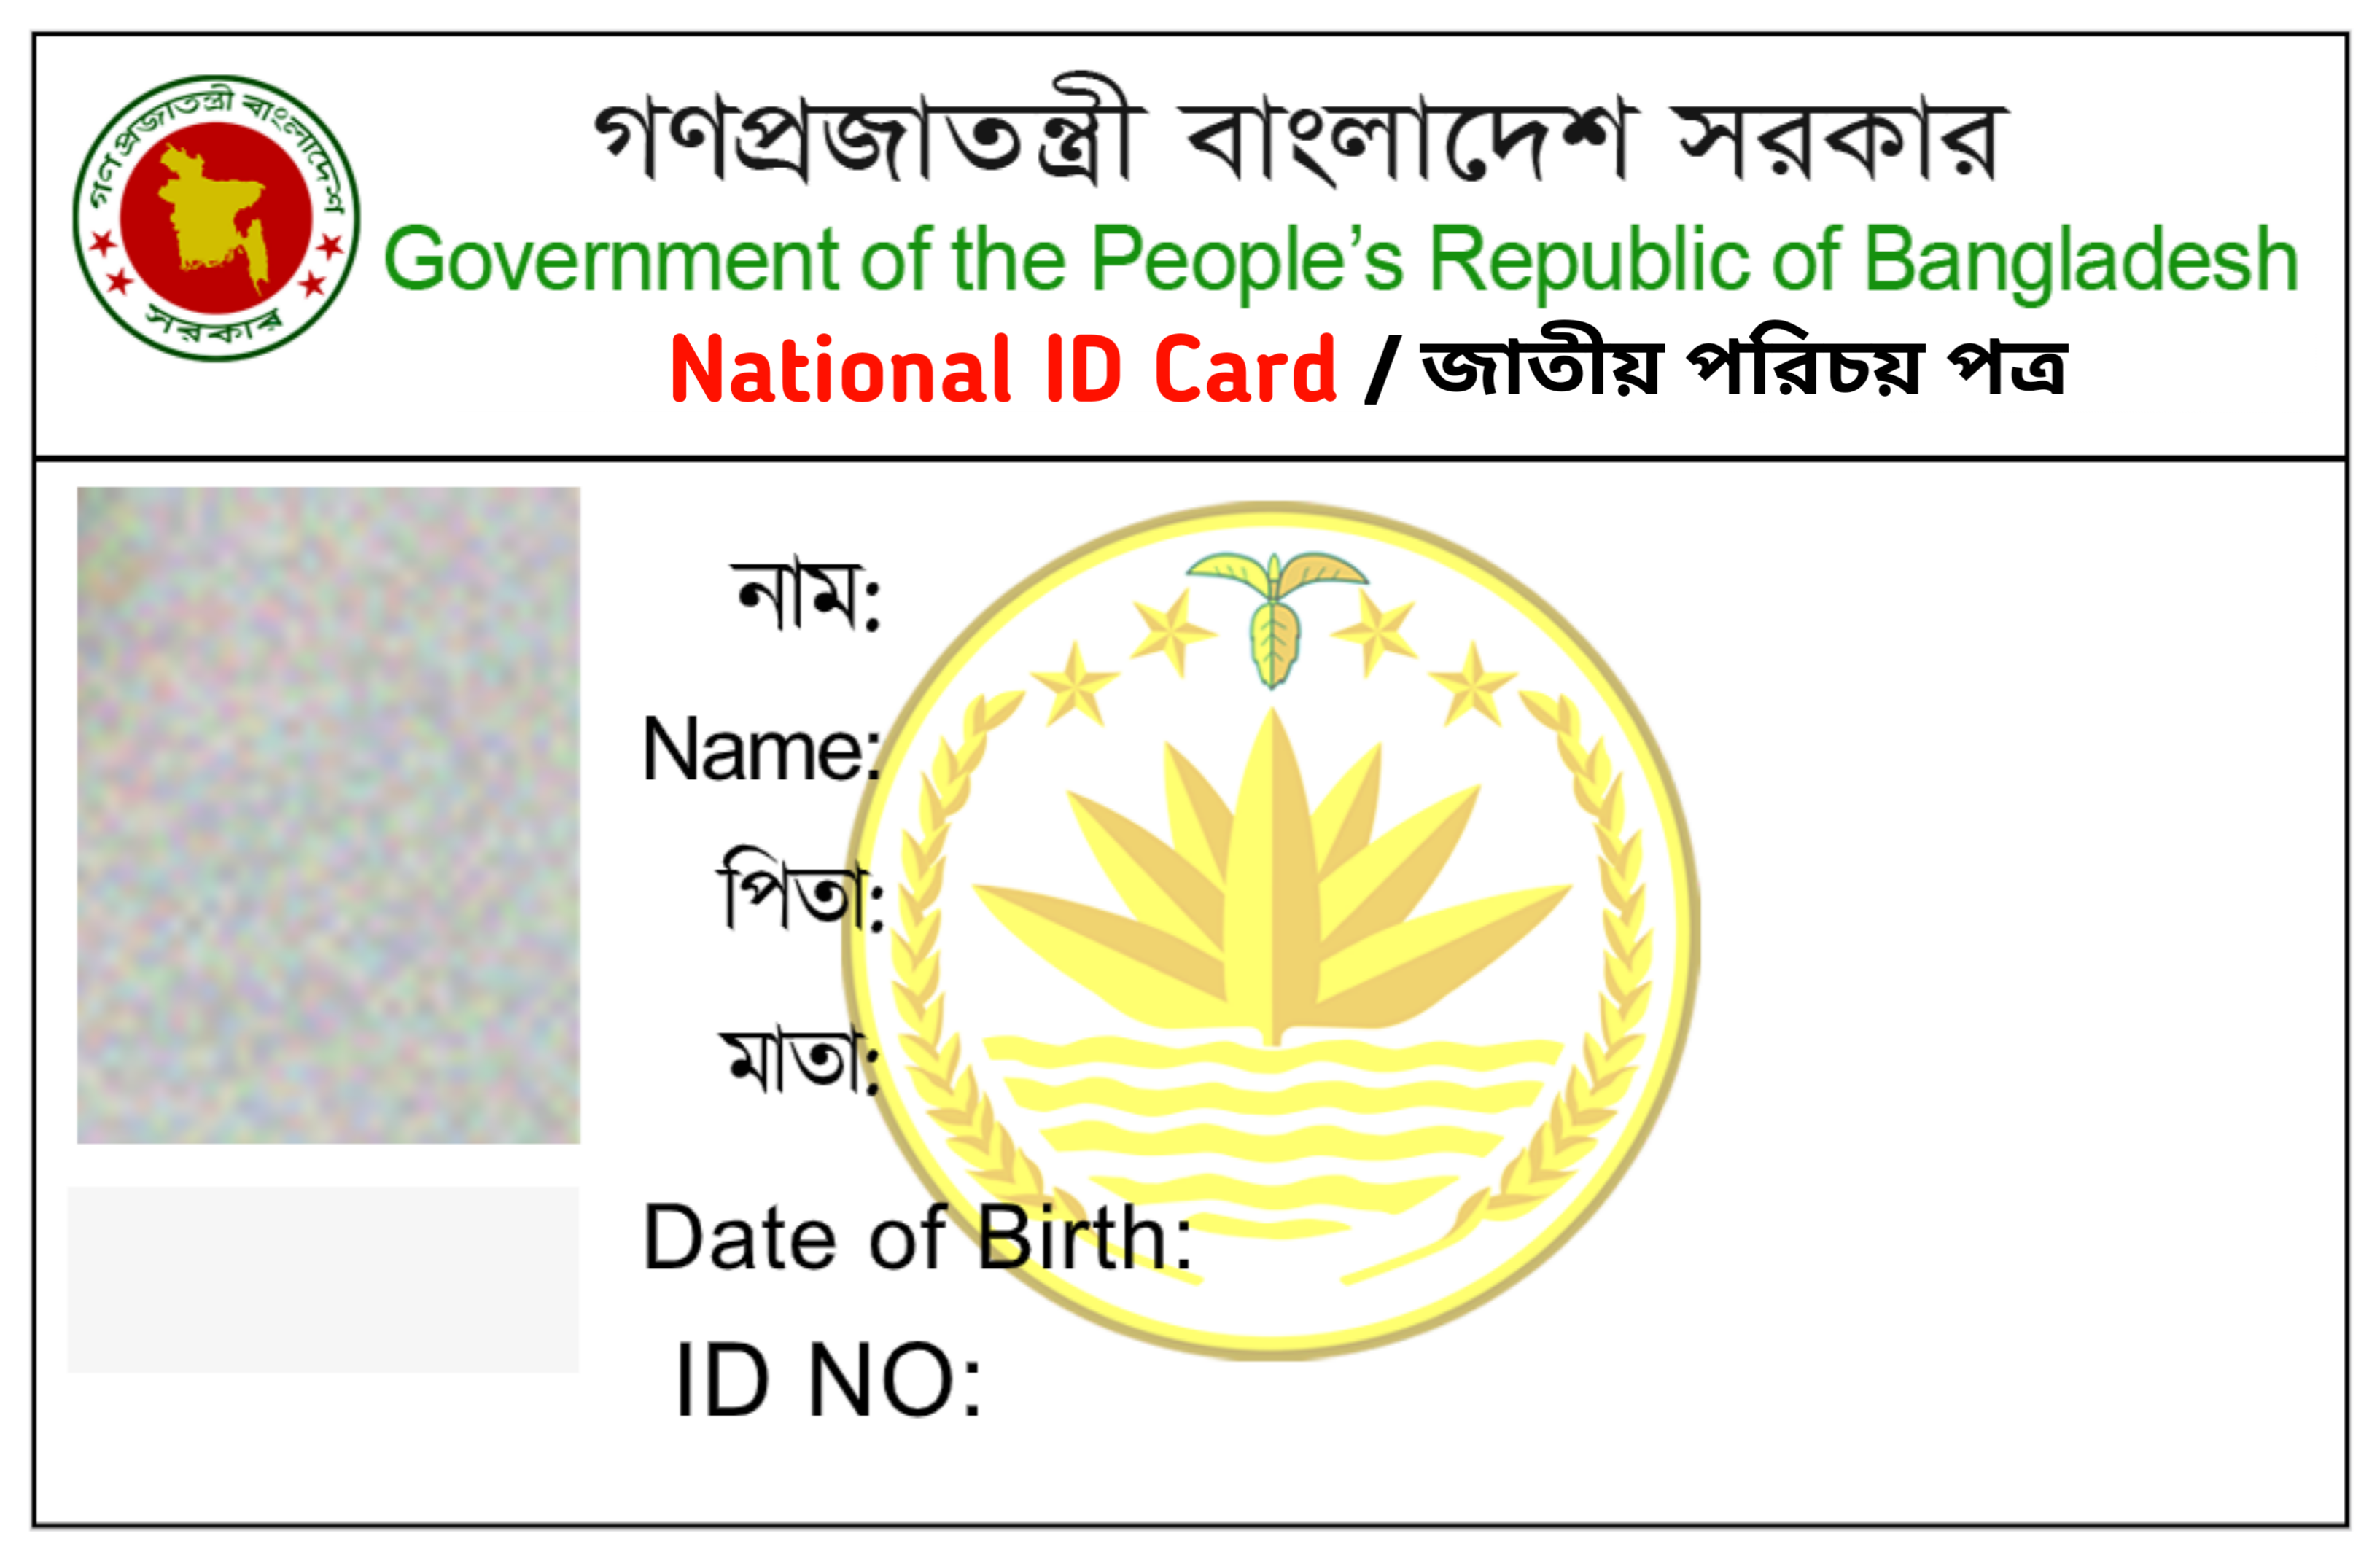 গণপ্রজাতন্ত্রী বাংলাদেশ
সরকার
গণপ্রজাতন্ত্রী বাংলাদেশ সরকার
Government of the People’s Republic of Bangladesh
National ID Card / জাতীয় পরিচয় পত্র
নাম:
Name:
পিতা:
মাতা:
Date of Birth:
ID NO: